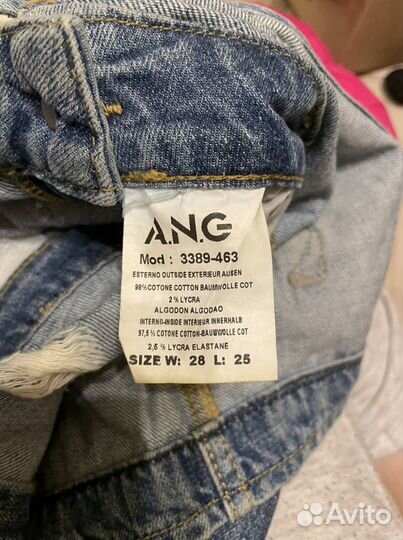 A.N.G
Mod : 3389-463
ESTERNO OUTSIDE EXTERIEUR AUßEN
98% COTONE COTTON BAUMWOLLE COT
2 % LYCRA
ALGODON ALGODAO
INTERNO-INSIDE INTERIEUR INNERHALB
97,5 % COTONE COTTON-BAUMWOLLE COT
2,5 % LYCRA ELASTANE
SIZE W: 28 L: 25
Avito